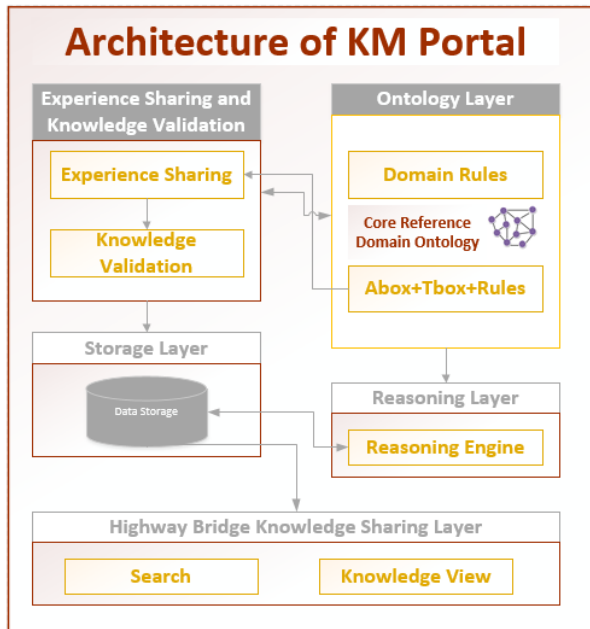 Architecture of KM Portal
Experience Sharing and
Knowledge Validation
Experience Sharing
Knowledge
Validation
Ontology Layer
Domain Rules
Core Reference
Domain Ontology
Abox+Tbox+Rules
Storage Layer
Data Storage
Reasoning Layer
Reasoning Engine
Highway Bridge Knowledge Sharing Layer
Search
Knowledge View